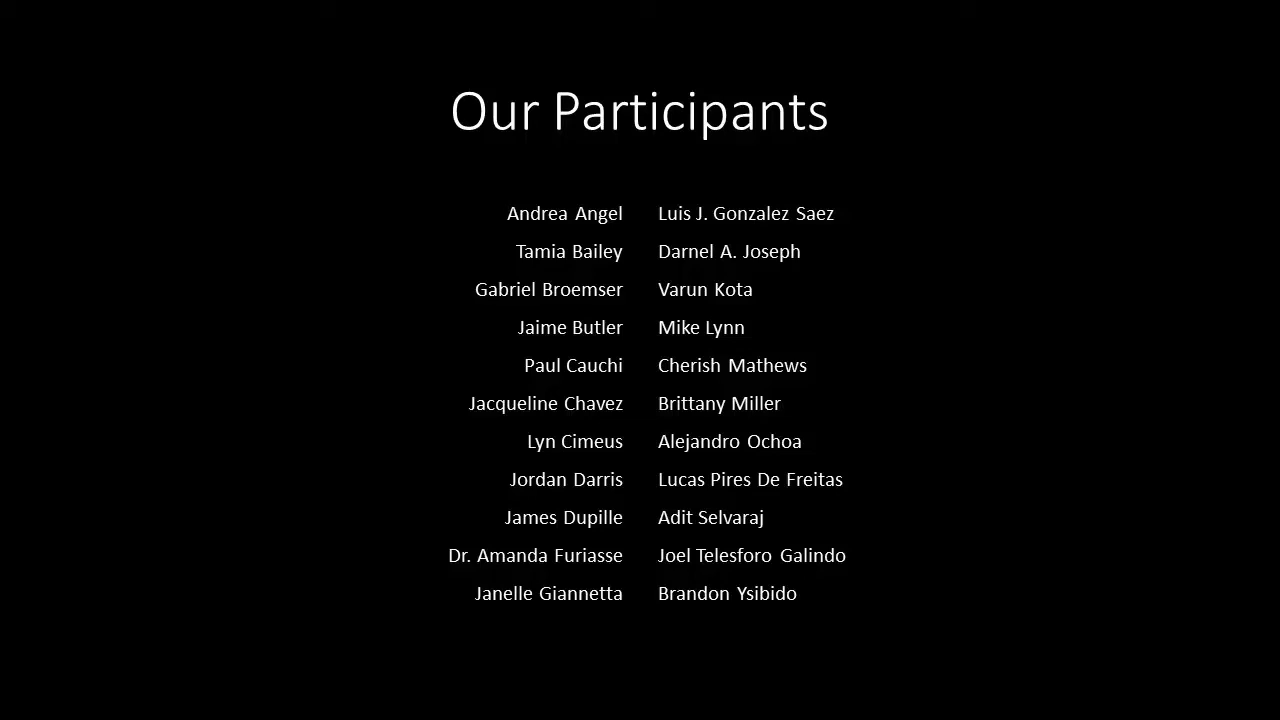 Our Participants
Andrea Angel
Tamia Bailey
Gabriel Broemser
Jaime Butler
Paul Cauchi
Jacqueline Chavez
Lyn Cimeus
Jordan Darris
James Dupille
Dr. Amanda Furiasse
Janelle Giannetta
Luis J. Gonzalez Saez
Darnel A. Joseph
Varun Kota
Mike Lynn
Cherish Mathews
Brittany Miller
Alejandro Ochoa
Lucas Pires De Freitas
Adit Selvaraj
Joel Telesforo Galindo
Brandon Ysibido